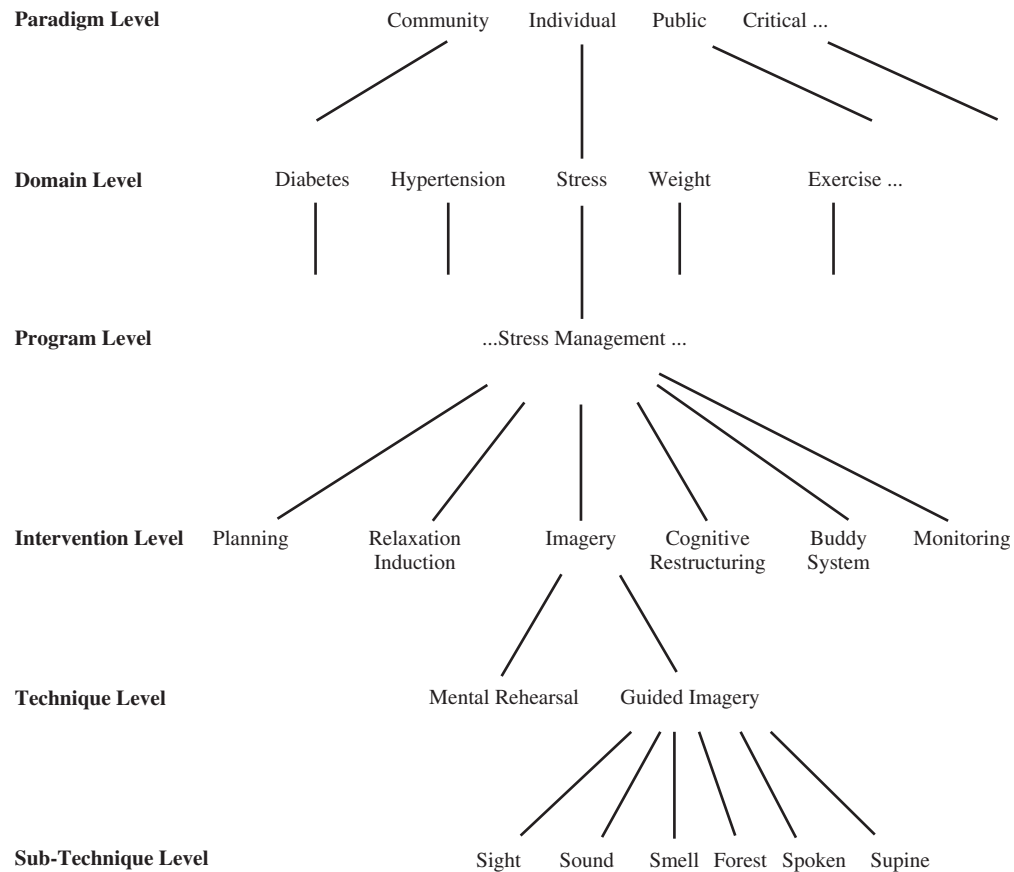 Paradigm Level Community Individual Public Critical ...
Domain Level Diabetes Hypertension Stress Weight Exercise ...
Program Level ...Stress Management ...
Intervention Level Planning Relaxation Imagery Cognitive Buddy Monitoring
Induction Restructuring System
Technique Level Mental Rehearsal Guided Imagery
Sub-Technique Level Sight Sound Smell Forest Spoken Supine